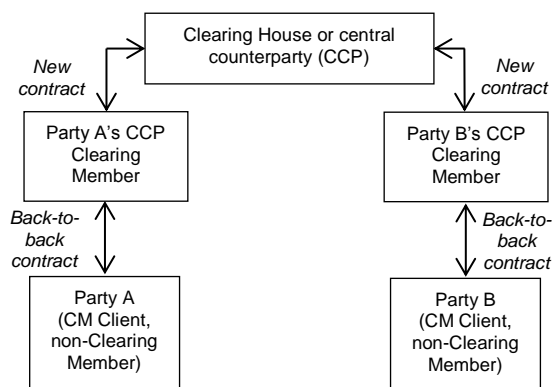 Clearing House or central
counterparty (CCP)
New
contract
New
contract
Party A’s CCP
Clearing
Member
Party B’s CCP
Clearing
Member
Back-to-
back
contract
Back-to-
back
contract
Party A
(CM Client,
non-Clearing
Member)
Party B
(CM Client,
non-Clearing
Member)